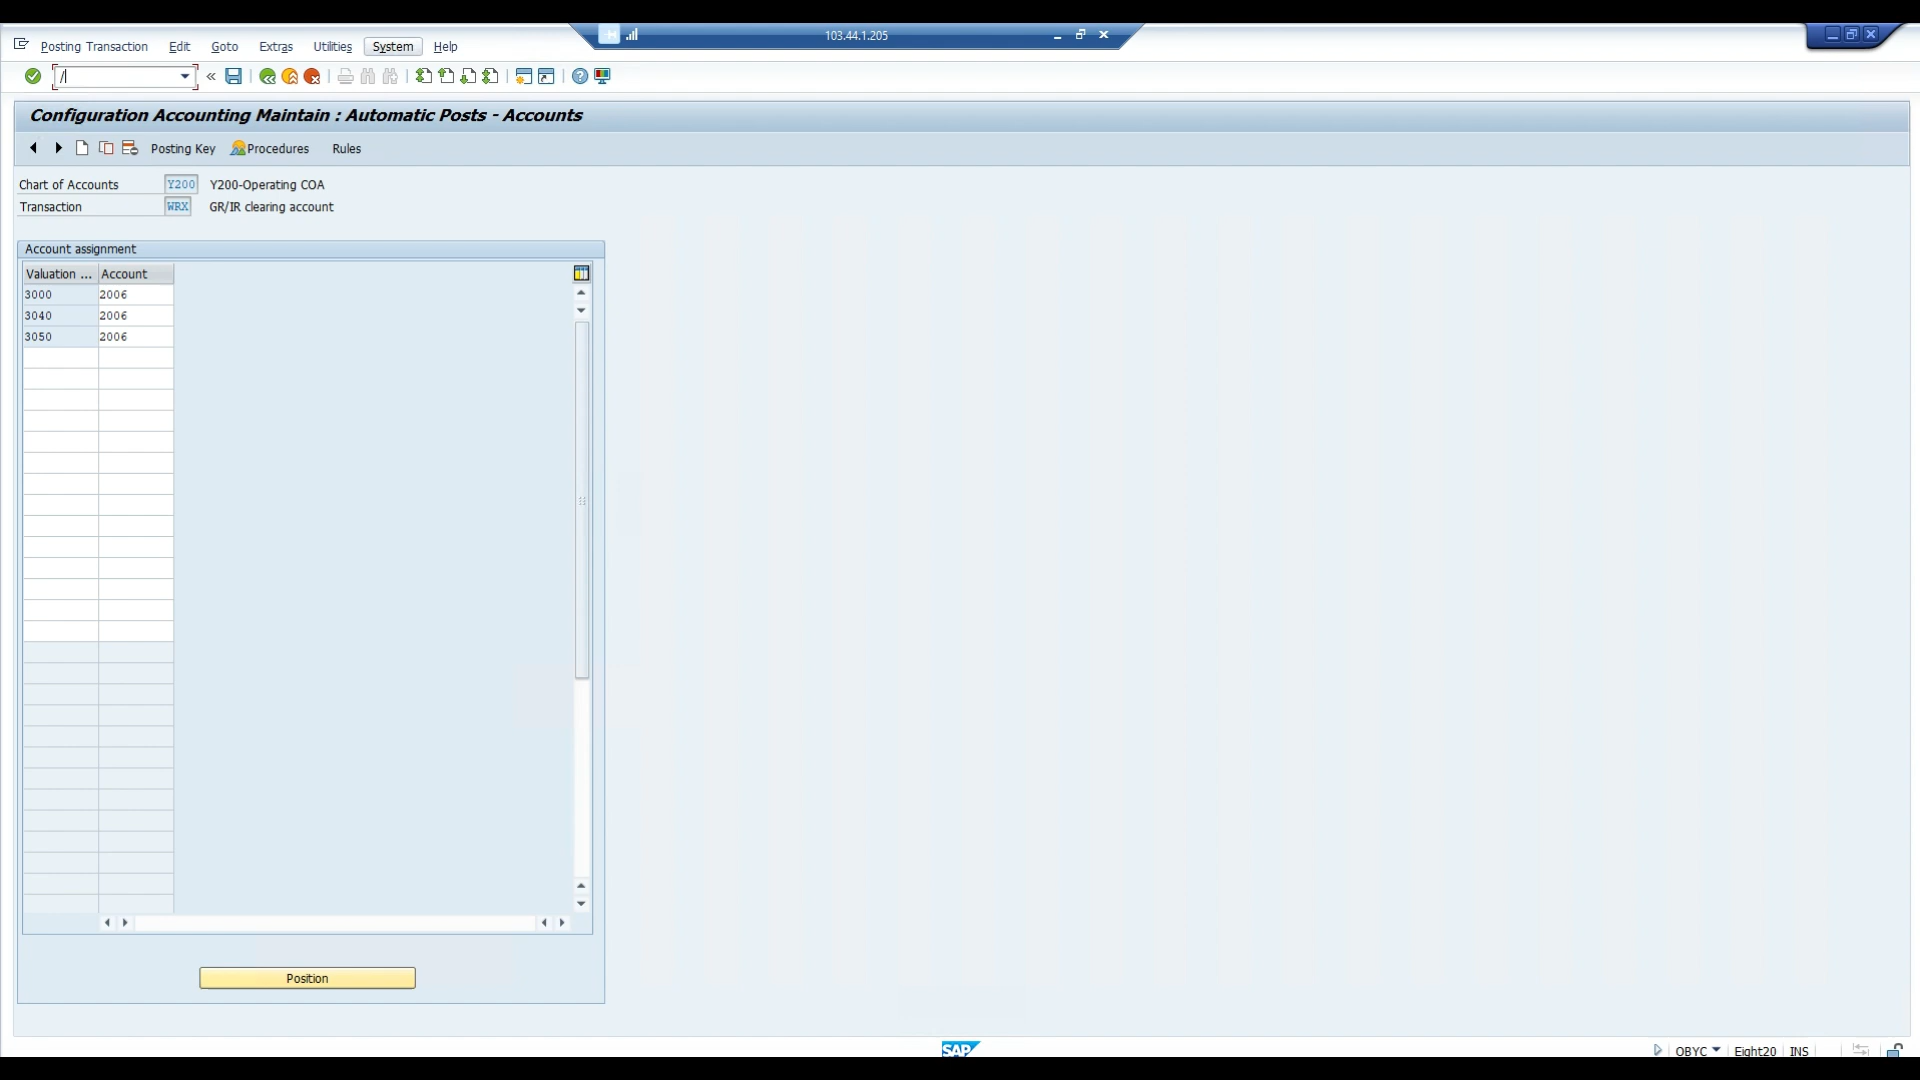 103.44.1.205
Posting Transaction Edit Goto Extras Utilities System Help
/
Configuration Accounting Maintain : Automatic Posts - Accounts
Posting Key Procedures Rules
Chart of Accounts Y200 Y200-Operating COA
Transaction WRX GR/IR clearing account
Account assignment
Valuation ... Account
3000 2006
3040 2006
3050 2006
Position
SAP
OBYC Eight20 INS